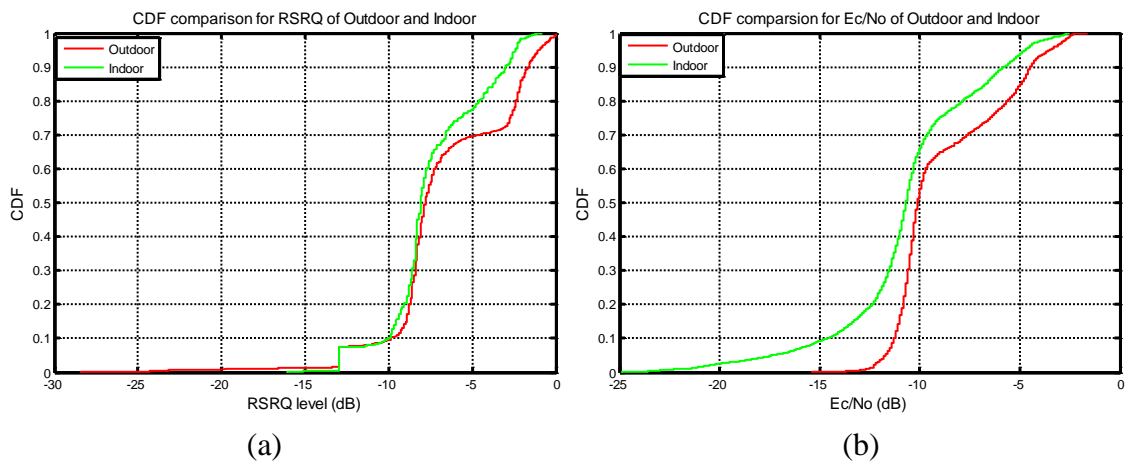 CDF comparison for RSRQ of Outdoor and Indoor
1
0.9
0.8
0.7
0.6
0.5
0.4
0.3
0.2
0.1
0
CDF
Outdoor
Indoor
-30
-25
-20
-15
-10
-5
0
RSRQ level (dB)
(a)
CDF comparsion for Ec/No of Outdoor and Indoor
1
0.9
0.8
0.7
0.6
0.5
0.4
0.3
0.2
0.1
0
CDF
Outdoor
Indoor
-25
-20
-15
-10
-5
0
Ec/No (dB)
(b)